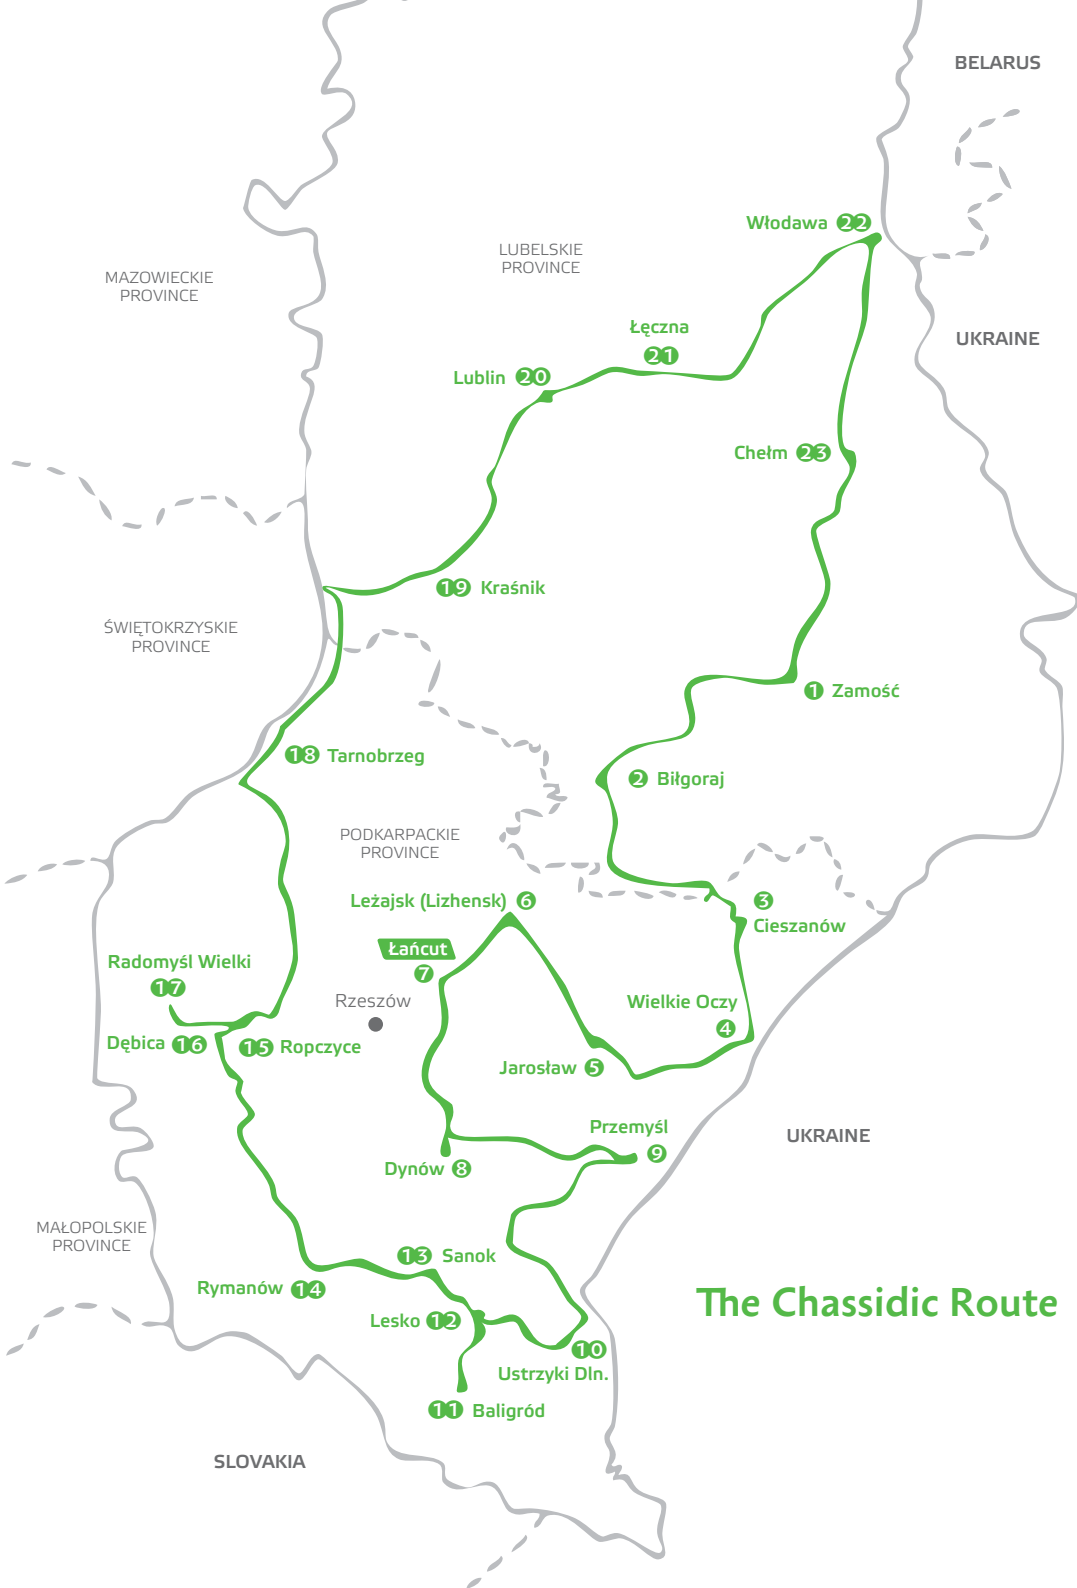 BELARUS
Włodawa 22
LUBELSKIE
PROVINCE
MAZOWIECKIE
PROVINCE
Łęczna
21
UKRAINE
Lublin 20
Chełm 23
19 Kraśnik
ŚWIĘTOKRZYSKIE
PROVINCE
1 Zamość
18 Tarnobrzeg
2 Biłgoraj
PODKARPACKIE
PROVINCE
Leżajsk (Lizhensk) 6
3
Cieszanów
Łańcut
7
Radomyśl Wielki
17
Rzeszów
Wielkie Oczy
4
Dębica 16
15 Ropczyce
Jarosław 5
Przemyśl
9
UKRAINE
Dynów 8
MAŁOPOLSKIE
PROVINCE
13 Sanok
Rymanów 14
The Chassidic Route
Lesko 12
10
Ustrzyki Dln.
11 Baligród
SLOVAKIA